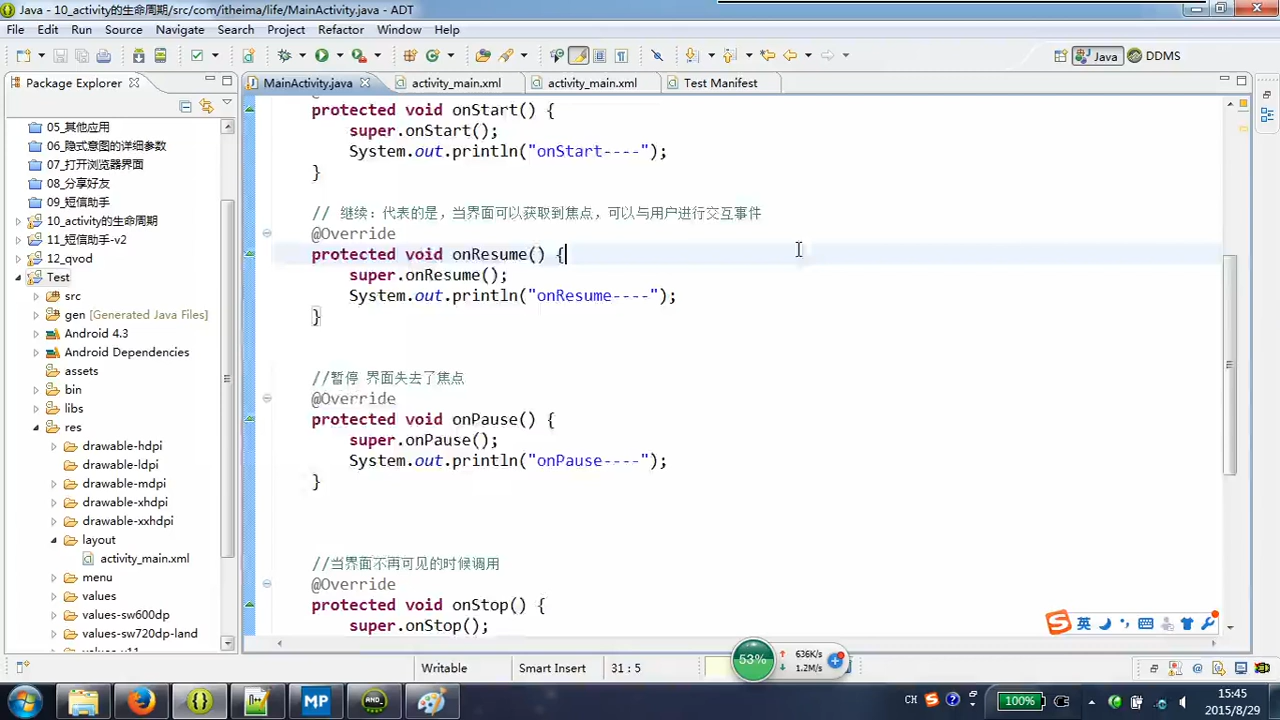 Java - 10_activity的生命周期/src/com/itheima/life/MainActivity.java - ADT
File Edit Run Source Navigate Search Project Refactor Window Help
Java DDMS
Package Explorer
MainActivity.java activity_main.xml activity_main.xml Test Manifest
05_其他应用
06_隐式意图的详细参数
07_打开浏览器界面
08_分享好友
09_短信助手
10_activity的生命周期
11_短信助手-v2
12_qvod
Test
src
gen [Generated Java Files]
Android 4.3
Android Dependencies
assets
bin
libs
res
drawable-hdpi
drawable-ldpi
drawable-mdpi
drawable-xhdpi
drawable-xxhdpi
layout
activity_main.xml
menu
values
values-sw600dp
values-sw720dp-land
protected void onStart() {
super.onStart();
System.out.println("onStart----");
}
// 继续：代表的是，当界面可以获取到焦点，可以与用户进行交互事件
@Override
protected void onResume() {
super.onResume();
System.out.println("onResume----");
}
//暂停 界面失去了焦点
@Override
protected void onPause() {
super.onPause();
System.out.println("onPause----");
}
//当界面不再可见的时候调用
@Override
protected void onStop() {
super.onStop();
英
Writable Smart Insert 31 : 5
53% 636K/s
1.2M/s
MP
CH 100% 15:45
2015/8/29